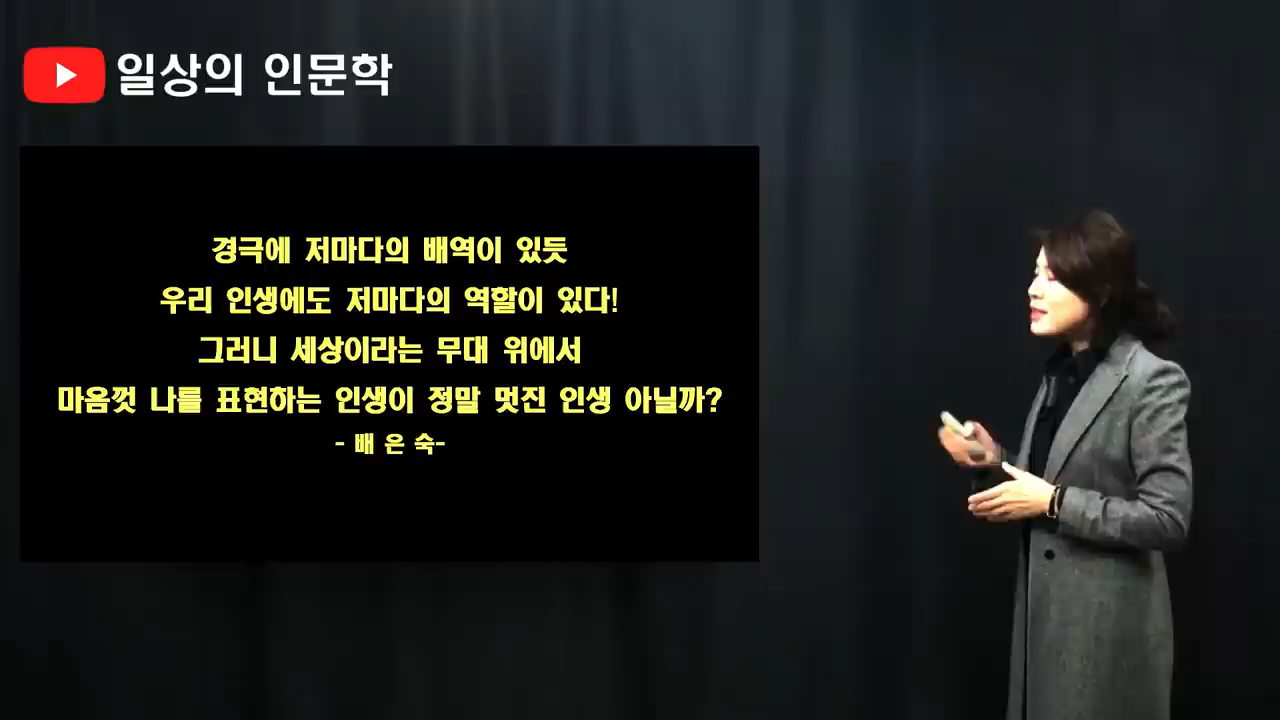 일상의 인문학
경극에 저마다의 배역이 있듯
우리 인생에도 저마다의 역할이 있다!
그러니 세상이라는 무대 위에서
마음껏 나를 표현하는 인생이 정말 멋진 인생 아닐까?
- 배 은 숙-